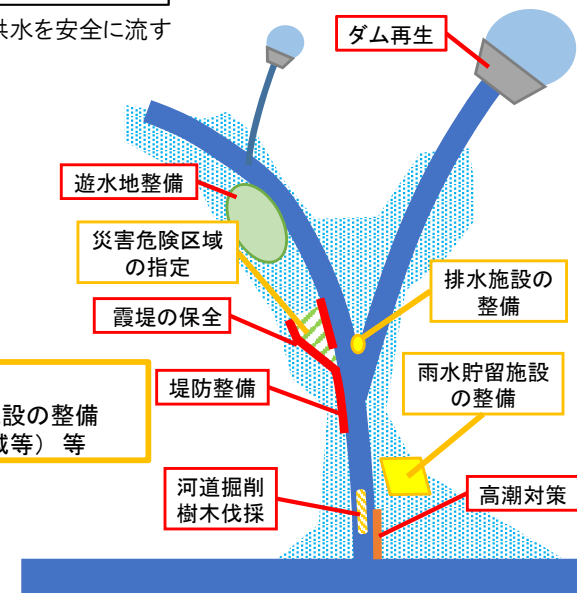 洪水を安全に流す
ダム再生
遊水地整備
災害危険区域
の指定
排水施設の
整備
霞堤の保全
雨水貯留施設
の整備
堤防整備
設の整備
域等） 等
河道掘削
樹木伐採
高潮対策